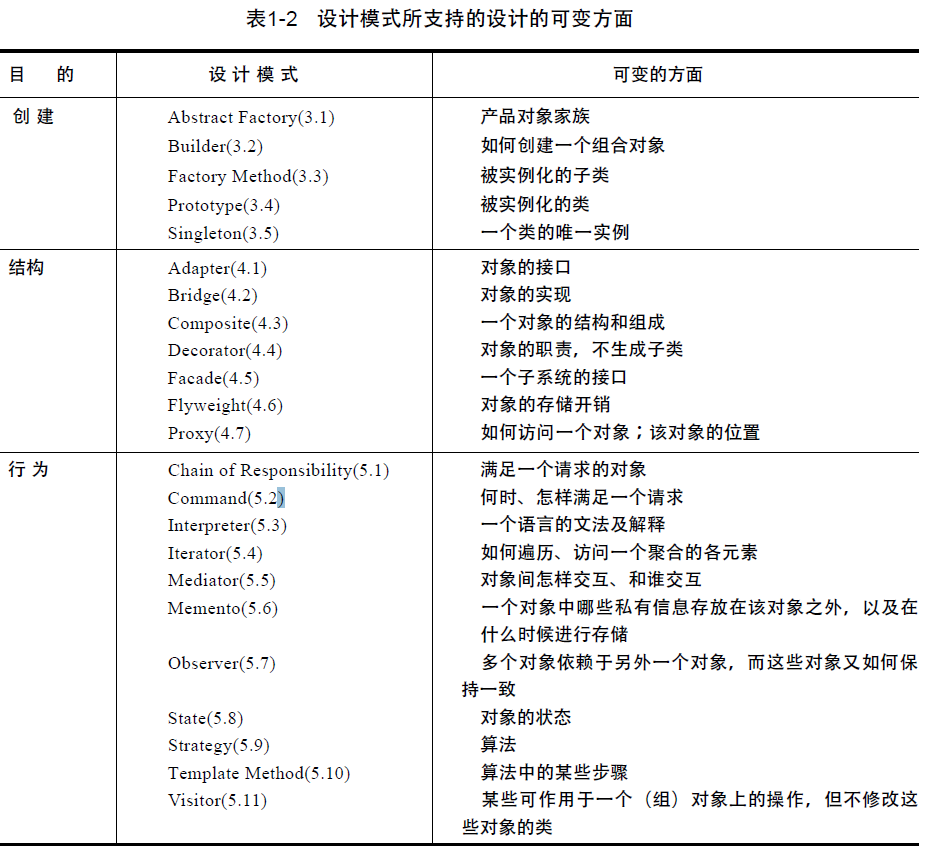 表1-2 设计模式所支持的设计的可变方面
目 的 设 计 模 式 可变的方面
创 建 Abstract Factory(3.1) 产品对象家族
Builder(3.2) 如何创建一个组合对象
Factory Method(3.3) 被实例化的子类
Prototype(3.4) 被实例化的类
Singleton(3.5) 一个类的唯一实例
结构 Adapter(4.1) 对象的接口
Bridge(4.2) 对象的实现
Composite(4.3) 一个对象的结构和组成
Decorator(4.4) 对象的职责，不生成子类
Facade(4.5) 一个子系统的接口
Flyweight(4.6) 对象的存储开销
Proxy(4.7) 如何访问一个对象；该对象的位置
行 为 Chain of Responsibility(5.1) 满足一个请求的对象
Command(5.2) 何时、怎样满足一个请求
Interpreter(5.3) 一个语言的文法及解释
Iterator(5.4) 如何遍历、访问一个聚合的各元素
Mediator(5.5) 对象间怎样交互、和谁交互
Memento(5.6) 一个对象中哪些私有信息存放在该对象之外，以及在
什么时候进行存储
Observer(5.7) 多个对象依赖于另外一个对象，而这些对象又如何保
持一致
State(5.8) 对象的状态
Strategy(5.9) 算法
Template Method(5.10) 算法中的某些步骤
Visitor(5.11) 某些可作用于一个（组）对象上的操作，但不修改这
些对象的类